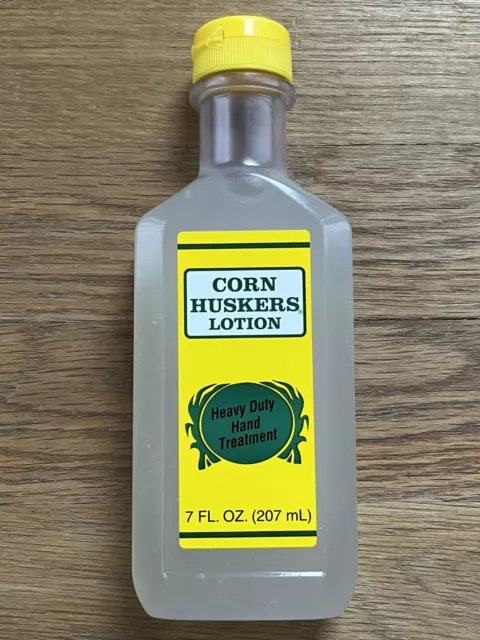 CORN
HUSKERS®
LOTION
Heavy Duty
Hand
Treatment
7 FL. OZ. (207 mL)